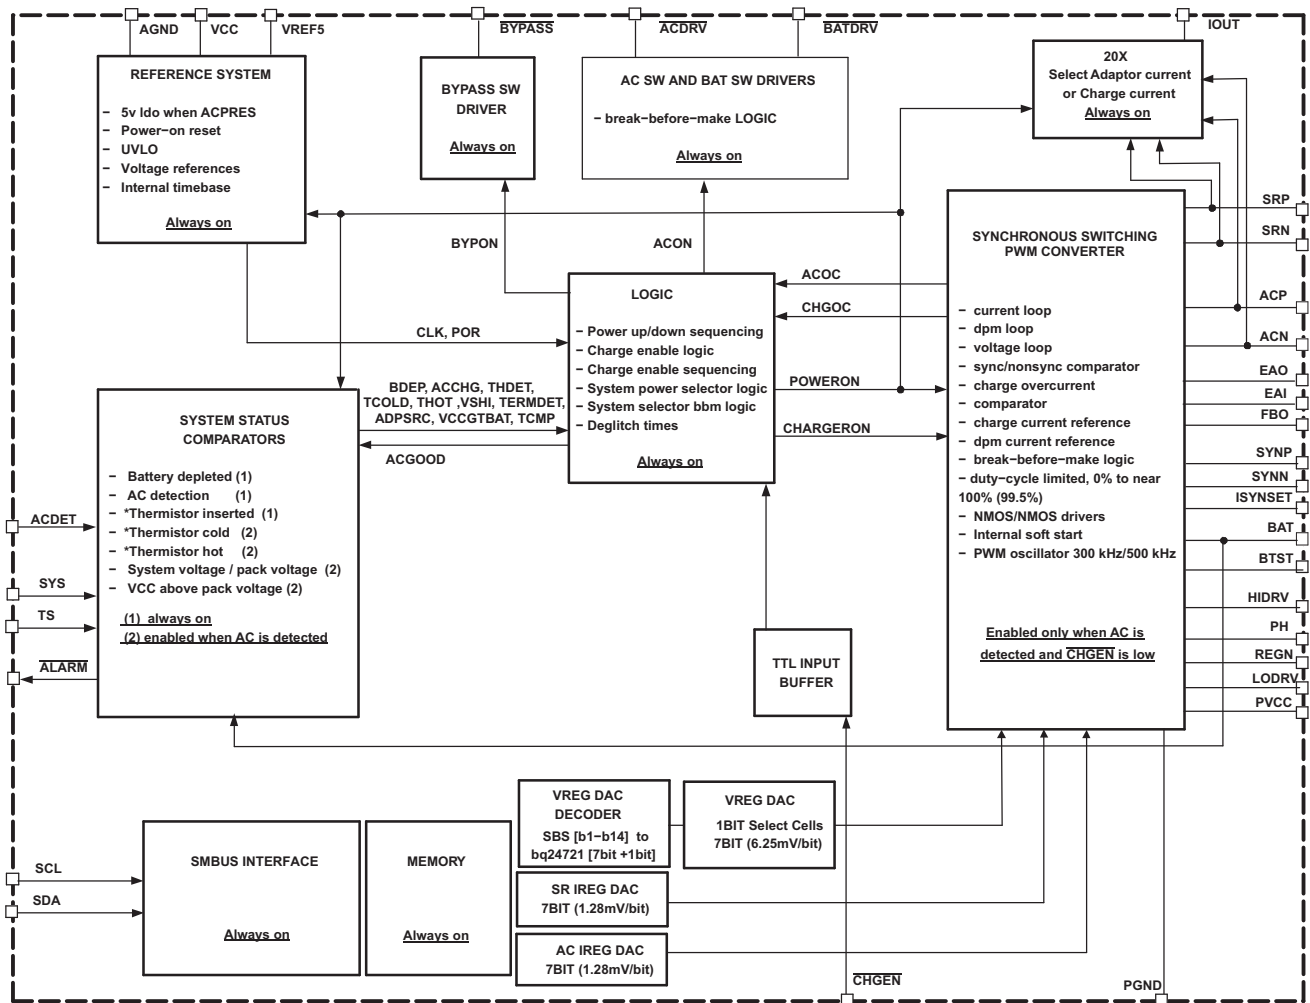 AGND
VCC
VREF5
BYPASS
ACDRV
BATDRV
IOUT
REFERENCE SYSTEM
− 5v ldo when ACPRES
− Power−on reset
− UVLO
− Voltage references
− Internal timebase
Always on
BYPASS SW
DRIVER
Always on
AC SW AND BAT SW DRIVERS
− break−before−make LOGIC
Always on
20X
Select Adaptor current
or Charge current
Always on
BYPON
ACON
LOGIC
− Power up/down sequencing
− Charge enable logic
− Charge enable sequencing
− System power selector logic
− System selector bbm logic
− Deglitch times
Always on
ACOC
CHGOC
CLK, POR
POWERON
CHARGERON
BDEP, ACCHG, THDET,
TCOLD, THOT ,VSHI, TERMDET,
ADPSRC, VCCGTBAT, TCMP
ACGOOD
SYNCHRONOUS SWITCHING
PWM CONVERTER
− current loop
− dpm loop
− voltage loop
− sync/nonsync comparator
− charge overcurrent
− comparator
− charge current reference
− dpm current reference
− break−before−make logic
− duty−cycle limited, 0% to near
100% (99.5%)
− NMOS/NMOS drivers
− Internal soft start
− PWM oscillator 300 kHz/500 kHz
Enabled only when AC is
detected and CHGEN is low
SRP
SRN
ACP
ACN
EAO
EAI
FBO
SYNP
SYNN
ISYNSET
BAT
BTST
HIDRV
PH
REGN
LODRV
PVCC
SYSTEM STATUS
COMPARATORS
− Battery depleted (1)
− AC detection (1)
− *Thermistor inserted (1)
− *Thermistor cold (2)
− *Thermistor hot (2)
− System voltage / pack voltage (2)
− VCC above pack voltage (2)
(1) always on
(2) enabled when AC is detected
ACDET
SYS
TS
ALARM
TTL INPUT
BUFFER
VREG DAC
DECODER
SBS [b1−b14] to
bq24721 [7bit +1bit]
VREG DAC
1BIT Select Cells
7BIT (6.25mV/bit)
SR IREG DAC
7BIT (1.28mV/bit)
AC IREG DAC
7BIT (1.28mV/bit)
SMBUS INTERFACE
Always on
MEMORY
Always on
SCL
SDA
CHGEN
PGND